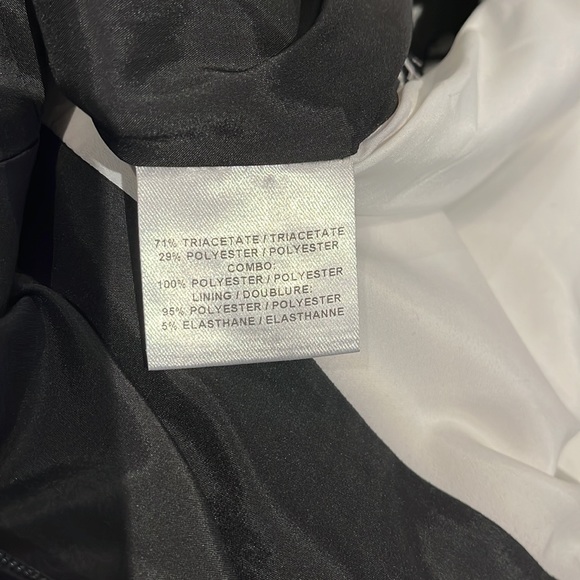 71% TRIACETATE / TRIACETATE
29% POLYESTER / POLYESTER
COMBO:
100% POLYESTER / POLYESTER
LINING / DOUBLURE:
95% POLYESTER / POLYESTER
5% ELASTHANE / ELASTHANNE